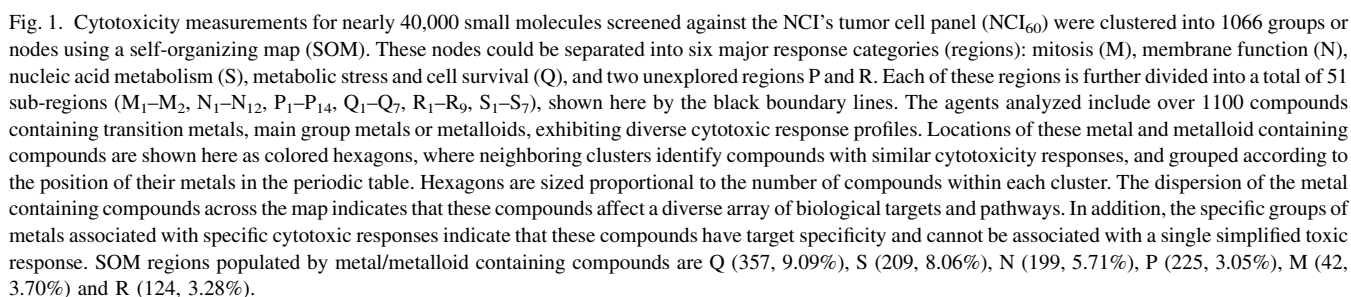 Fig. 1. Cytotoxicity measurements for nearly 40,000 small molecules screened against the NCI's tumor cell panel (NCI60) were clustered into 1066 groups or
nodes using a self-organizing map (SOM). These nodes could be separated into six major response categories (regions): mitosis (M), membrane function (N),
nucleic acid metabolism (S), metabolic stress and cell survival (Q), and two unexplored regions P and R. Each of these regions is further divided into a total of 51
sub-regions (M1–M2, N1–N12, P1–P14, Q1–Q7, R1–R9, S1–S7), shown here by the black boundary lines. The agents analyzed include over 1100 compounds
containing transition metals, main group metals or metalloids, exhibiting diverse cytotoxic response profiles. Locations of these metal and metalloid containing
compounds are shown here as colored hexagons, where neighboring clusters identify compounds with similar cytotoxicity responses, and grouped according to
the position of their metals in the periodic table. Hexagons are sized proportional to the number of compounds within each cluster. The dispersion of the metal
containing compounds across the map indicates that these compounds affect a diverse array of biological targets and pathways. In addition, the specific groups of
metals associated with specific cytotoxic responses indicate that these compounds have target specificity and cannot be associated with a single simplified toxic
response. SOM regions populated by metal/metalloid containing compounds are Q (357, 9.09%), S (209, 8.06%), N (199, 5.71%), P (225, 3.05%), M (42,
3.70%) and R (124, 3.28%).